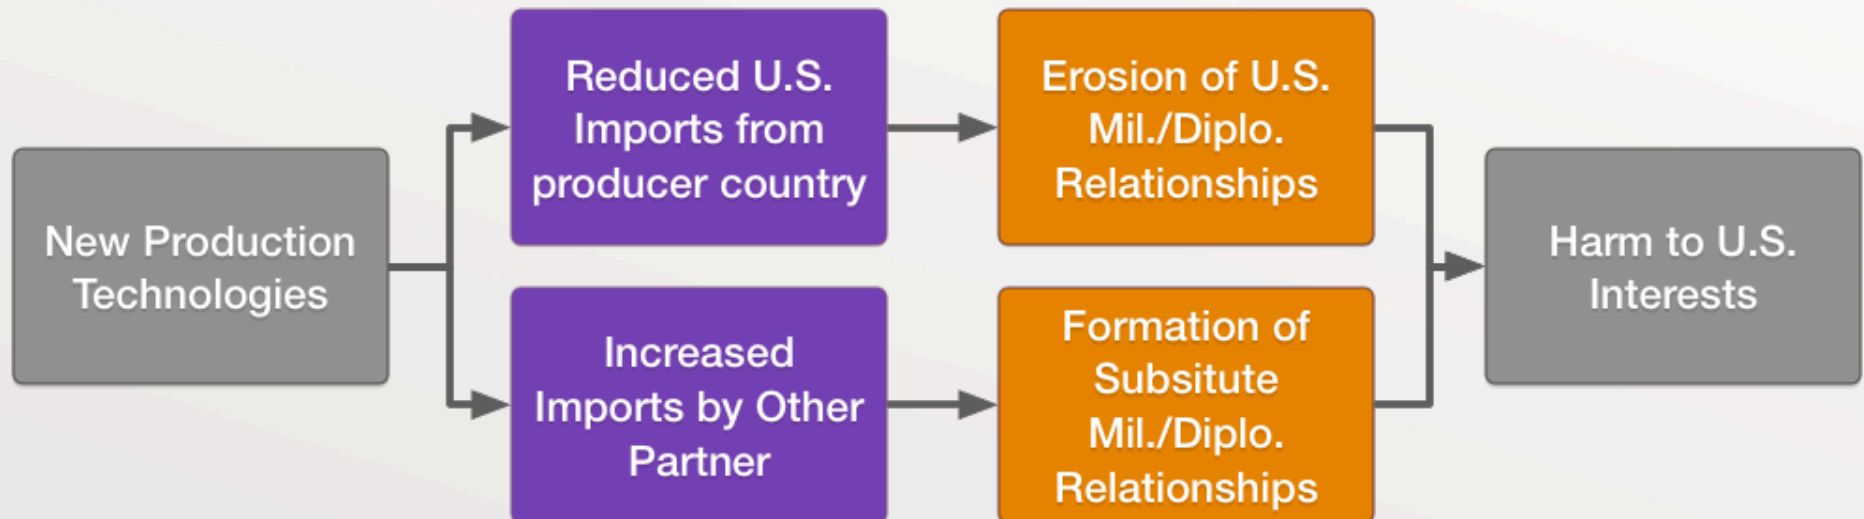 New Production
Technologies
Reduced U.S.
Imports from
producer country
Erosion of U.S.
Mil./Diplo.
Relationships
Increased
Imports by Other
Partner
Formation of
Subsitute
Mil./Diplo.
Relationships
Harm to U.S.
Interests